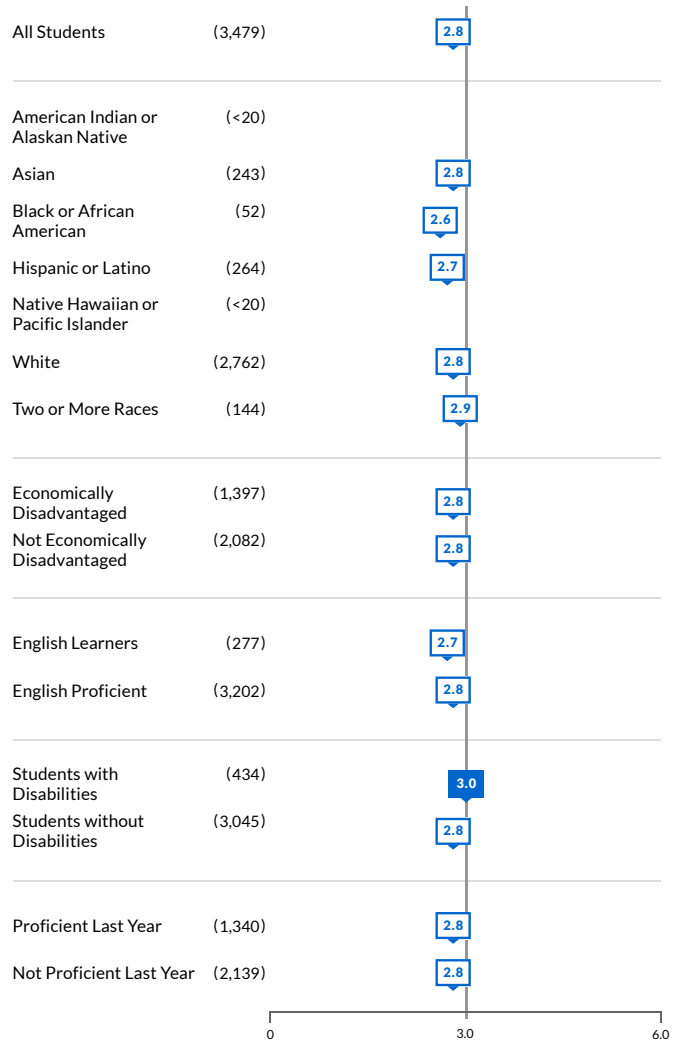 All Students (3,479) 2.8
American Indian or (<20)
Alaskan Native
Asian (243) 2.8
Black or African (52) 2.6
American
Hispanic or Latino (264) 2.7
Native Hawaiian or (<20)
Pacific Islander
White (2,762) 2.8
Two or More Races (144) 2.9
Economically (1,397) 2.8
Disadvantaged
Not Economically (2,082) 2.8
Disadvantaged
English Learners (277) 2.7
English Proficient (3,202) 2.8
Students with (434) 3.0
Disabilities
Students without (3,045) 2.8
Disabilities
Proficient Last Year (1,340) 2.8
Not Proficient Last Year (2,139) 2.8
0 3.0 6.0